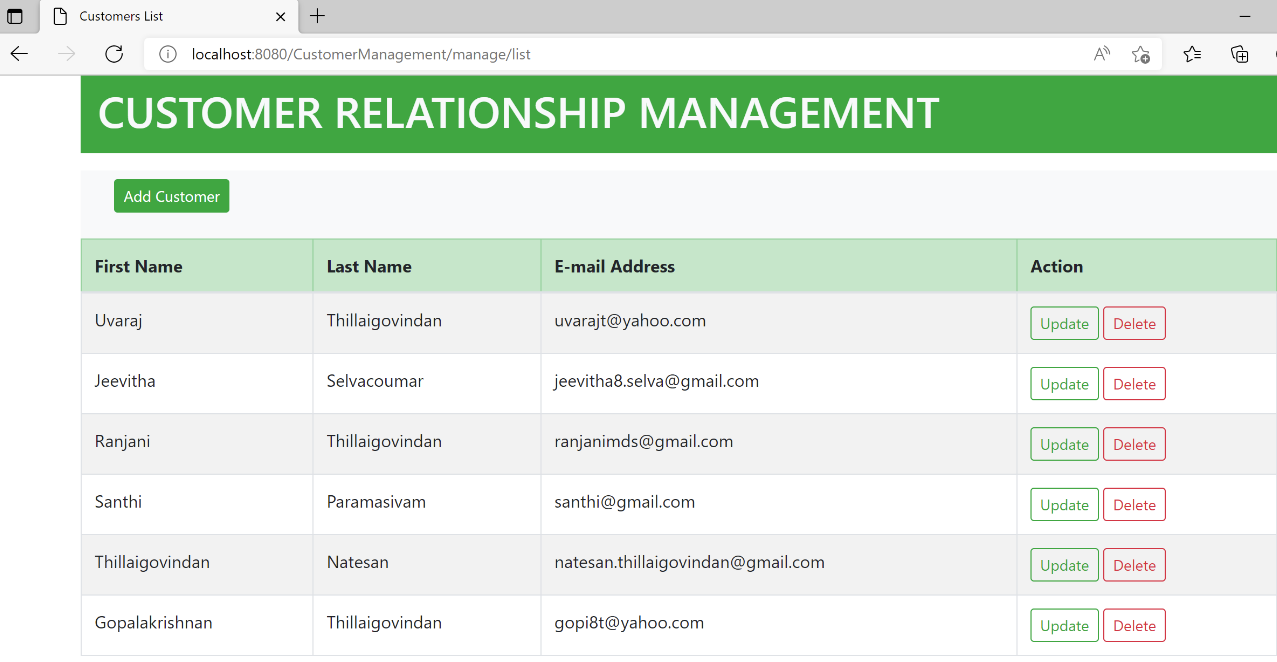 Customers List
localhost:8080/CustomerManagement/manage/list
CUSTOMER RELATIONSHIP MANAGEMENT
Add Customer
First Name Last Name E-mail Address Action
Uvaraj Thillaigovindan uvarajt@yahoo.com Update Delete
Jeevitha Selvacoumar jeevitha8.selva@gmail.com Update Delete
Ranjani Thillaigovindan ranjanimds@gmail.com Update Delete
Santhi Paramasivam santhi@gmail.com Update Delete
Thillaigovindan Natesan natesan.thillaigovindan@gmail.com Update Delete
Gopalakrishnan Thillaigovindan gopi8t@yahoo.com Update Delete